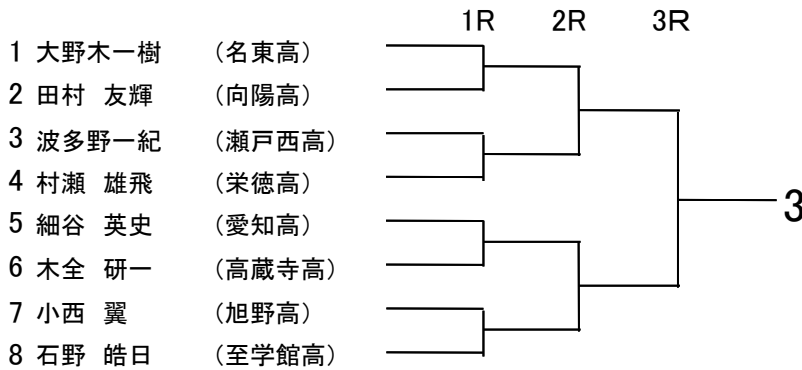 1R 2R 3R
1 大野木一樹 （名東高）
2 田村 友輝 （向陽高）
3 波多野一紀 （瀬戸西高）
4 村瀬 雄飛 （栄徳高）
5 細谷 英史 （愛知高）
6 木全 研一 （高蔵寺高）
7 小西 翼 （旭野高）
8 石野 皓日 （至学館高）
3